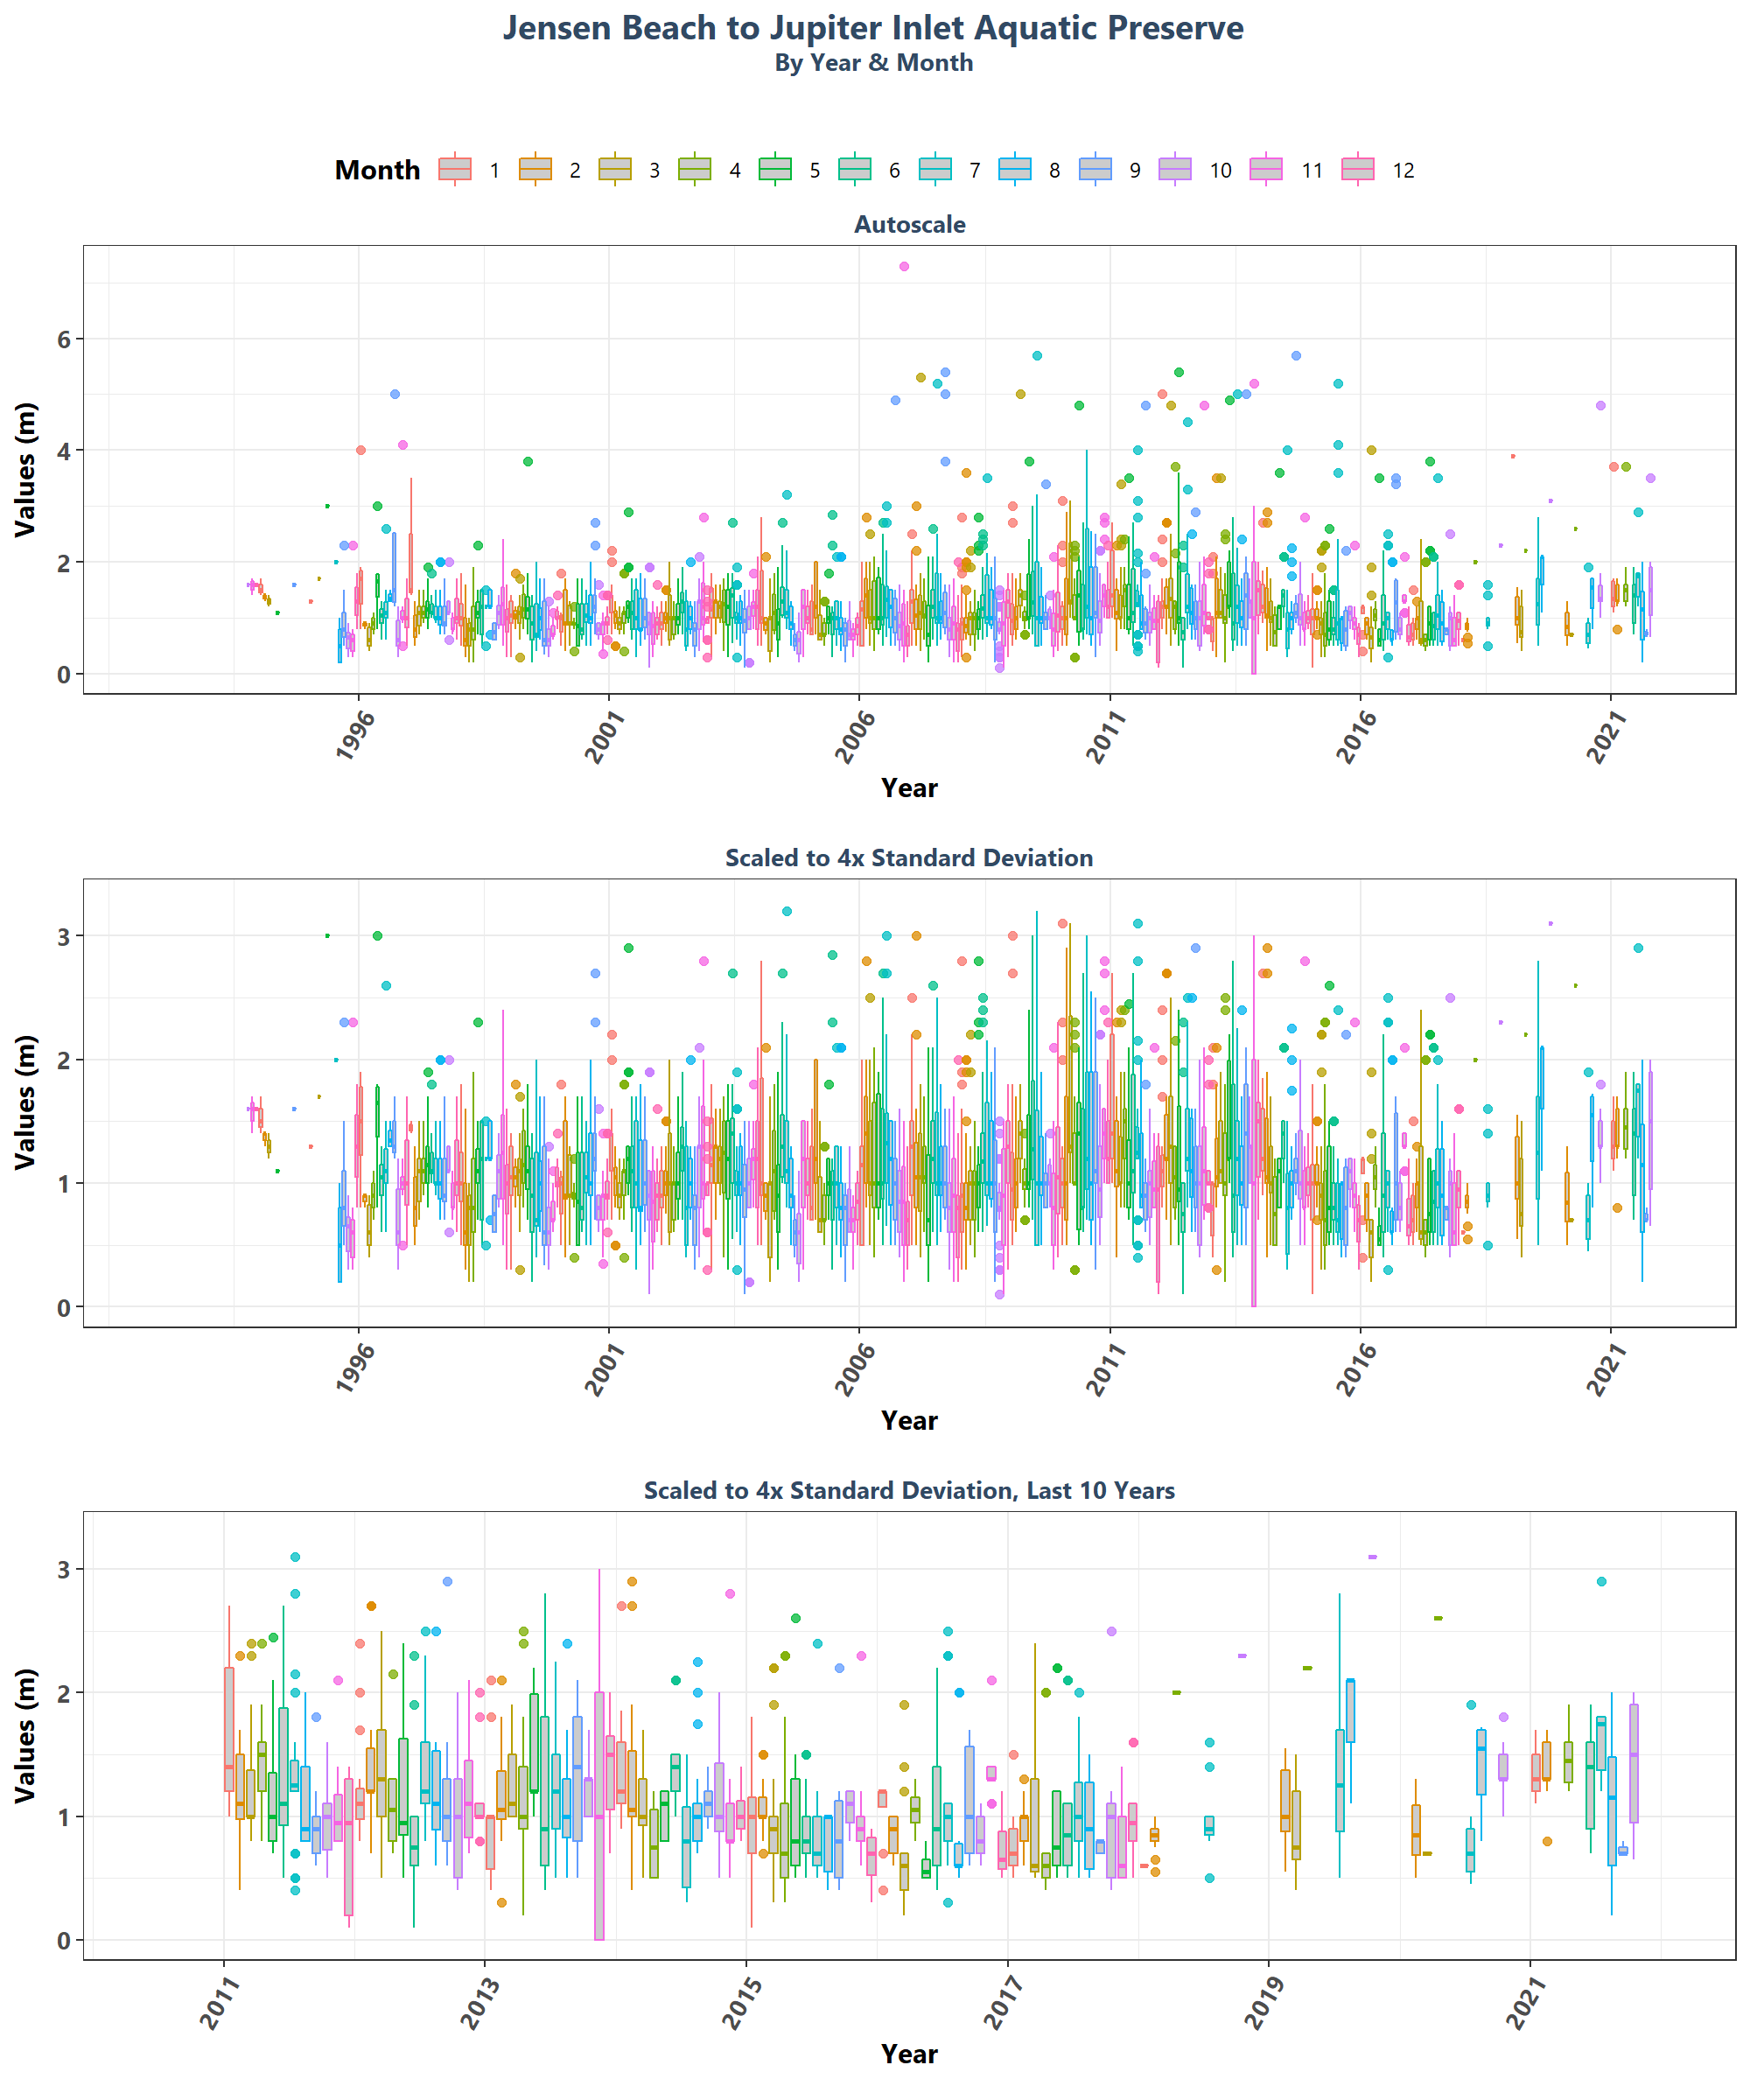 Jensen Beach to Jupiter Inlet Aquatic Preserve
By Year & Month
Month 1 2 3 4 5 6 7 8 9 10 11 12
Autoscale
Values (m)
6
4
2
0
1996 2001 2006 2011 2016 2021
Year
Scaled to 4x Standard Deviation
Values (m)
3
2
1
0
1996 2001 2006 2011 2016 2021
Year
Scaled to 4x Standard Deviation, Last 10 Years
Values (m)
3
2
1
0
2011 2013 2015 2017 2019 2021
Year